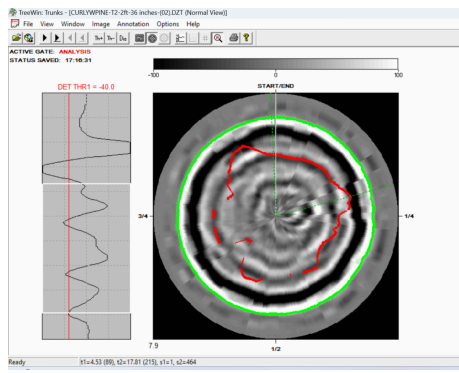 TreeWin: Trunks - [CURLYWPINE-T2-2ft-36 inches-(02).DZT (Normal View)]
File View Window Image Annotation Options Help
ACTIVE GATE: ANALYSIS
STATUS SAVED: 17:16:31
-100 0 100
DET THR1 = -40.0
START/END
3/4
1/4
7.9
1/2
Ready t1=4.53 (89), t2=17.81 (215), s1=1, s2=464